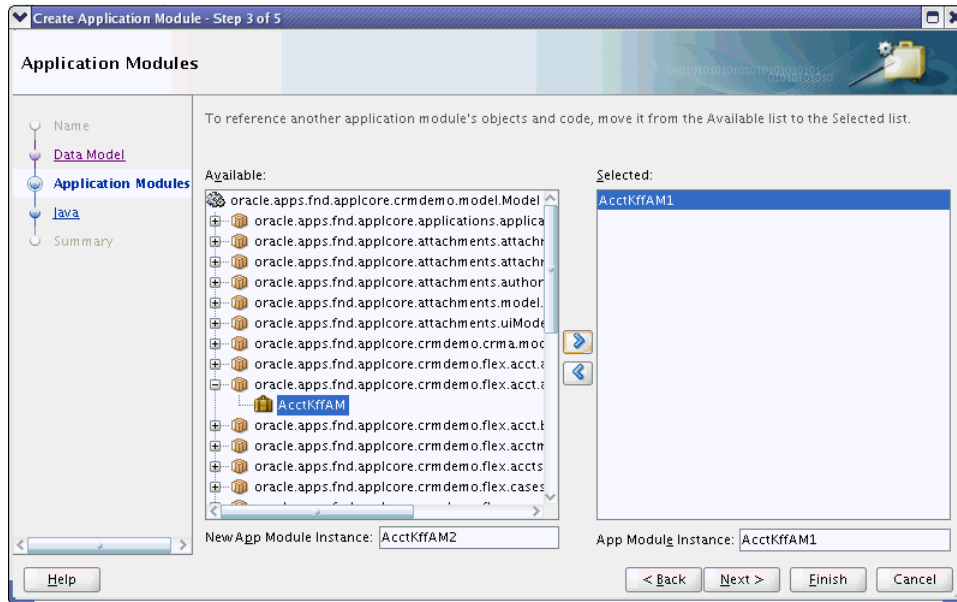 Create Application Module - Step 3 of 5
Application Modules
Name
Data Model
Application Modules
Java
Summary
To reference another application module's objects and code, move it from the Available list to the Selected list.
Available:
oracle.apps.fnd.applcore.crmdemo.model.Model
oracle.apps.fnd.applcore.applications.applica
oracle.apps.fnd.applcore.attachments.attachm
oracle.apps.fnd.applcore.attachments.attachm
oracle.apps.fnd.applcore.attachments.author
oracle.apps.fnd.applcore.attachments.model.
oracle.apps.fnd.applcore.attachments.uiMode
oracle.apps.fnd.applcore.crmdemo.crma.moc
oracle.apps.fnd.applcore.crmdemo.flex.acct.a
oracle.apps.fnd.applcore.crmdemo.flex.acct.a
AcctKffAM
oracle.apps.fnd.applcore.crmdemo.flex.acct.b
oracle.apps.fnd.applcore.crmdemo.flex.acctm
oracle.apps.fnd.applcore.crmdemo.flex.accts
oracle.apps.fnd.applcore.crmdemo.flex.cases
New App Module Instance: AcctKffAM2
Selected:
AcctKffAM1
App Module Instance: AcctKffAM1
Help
< Back
Next >
Finish
Cancel